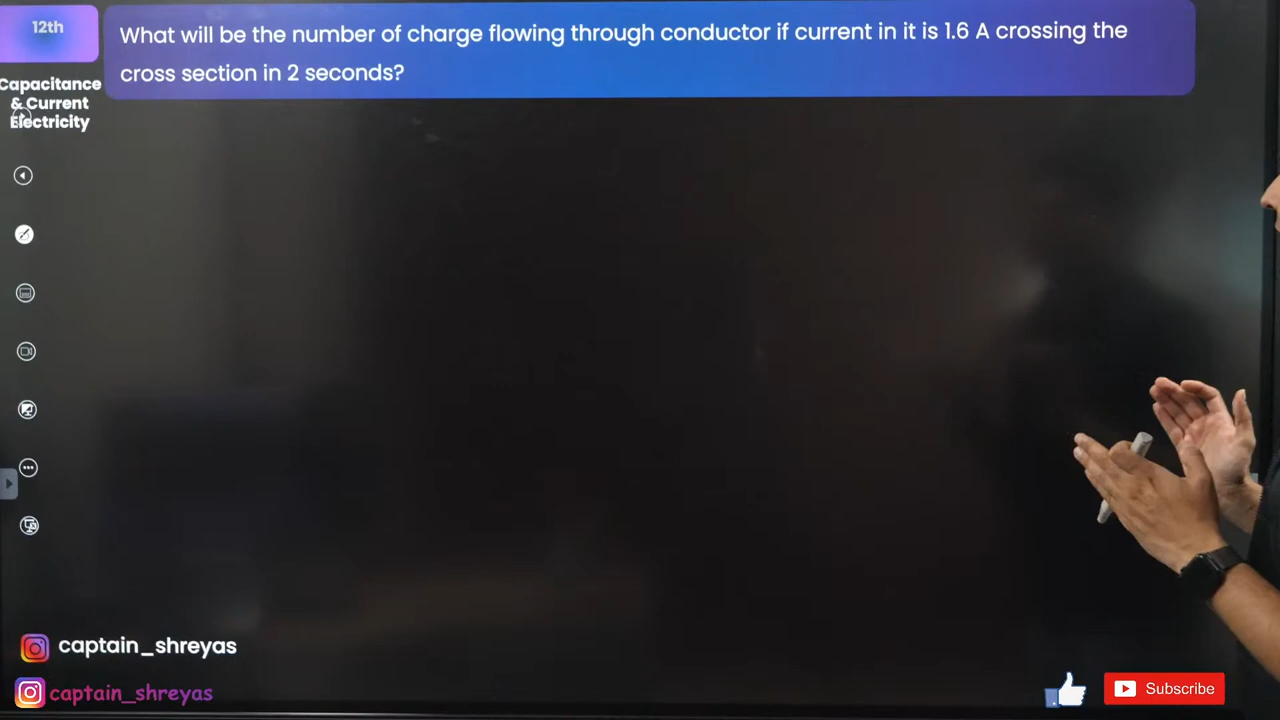 12th
What will be the number of charge flowing through conductor if current in it is 1.6 A crossing the
cross section in 2 seconds?
Capacitance
& Current
Electricity
captain_shreyas
captain_shreyas
Subscribe